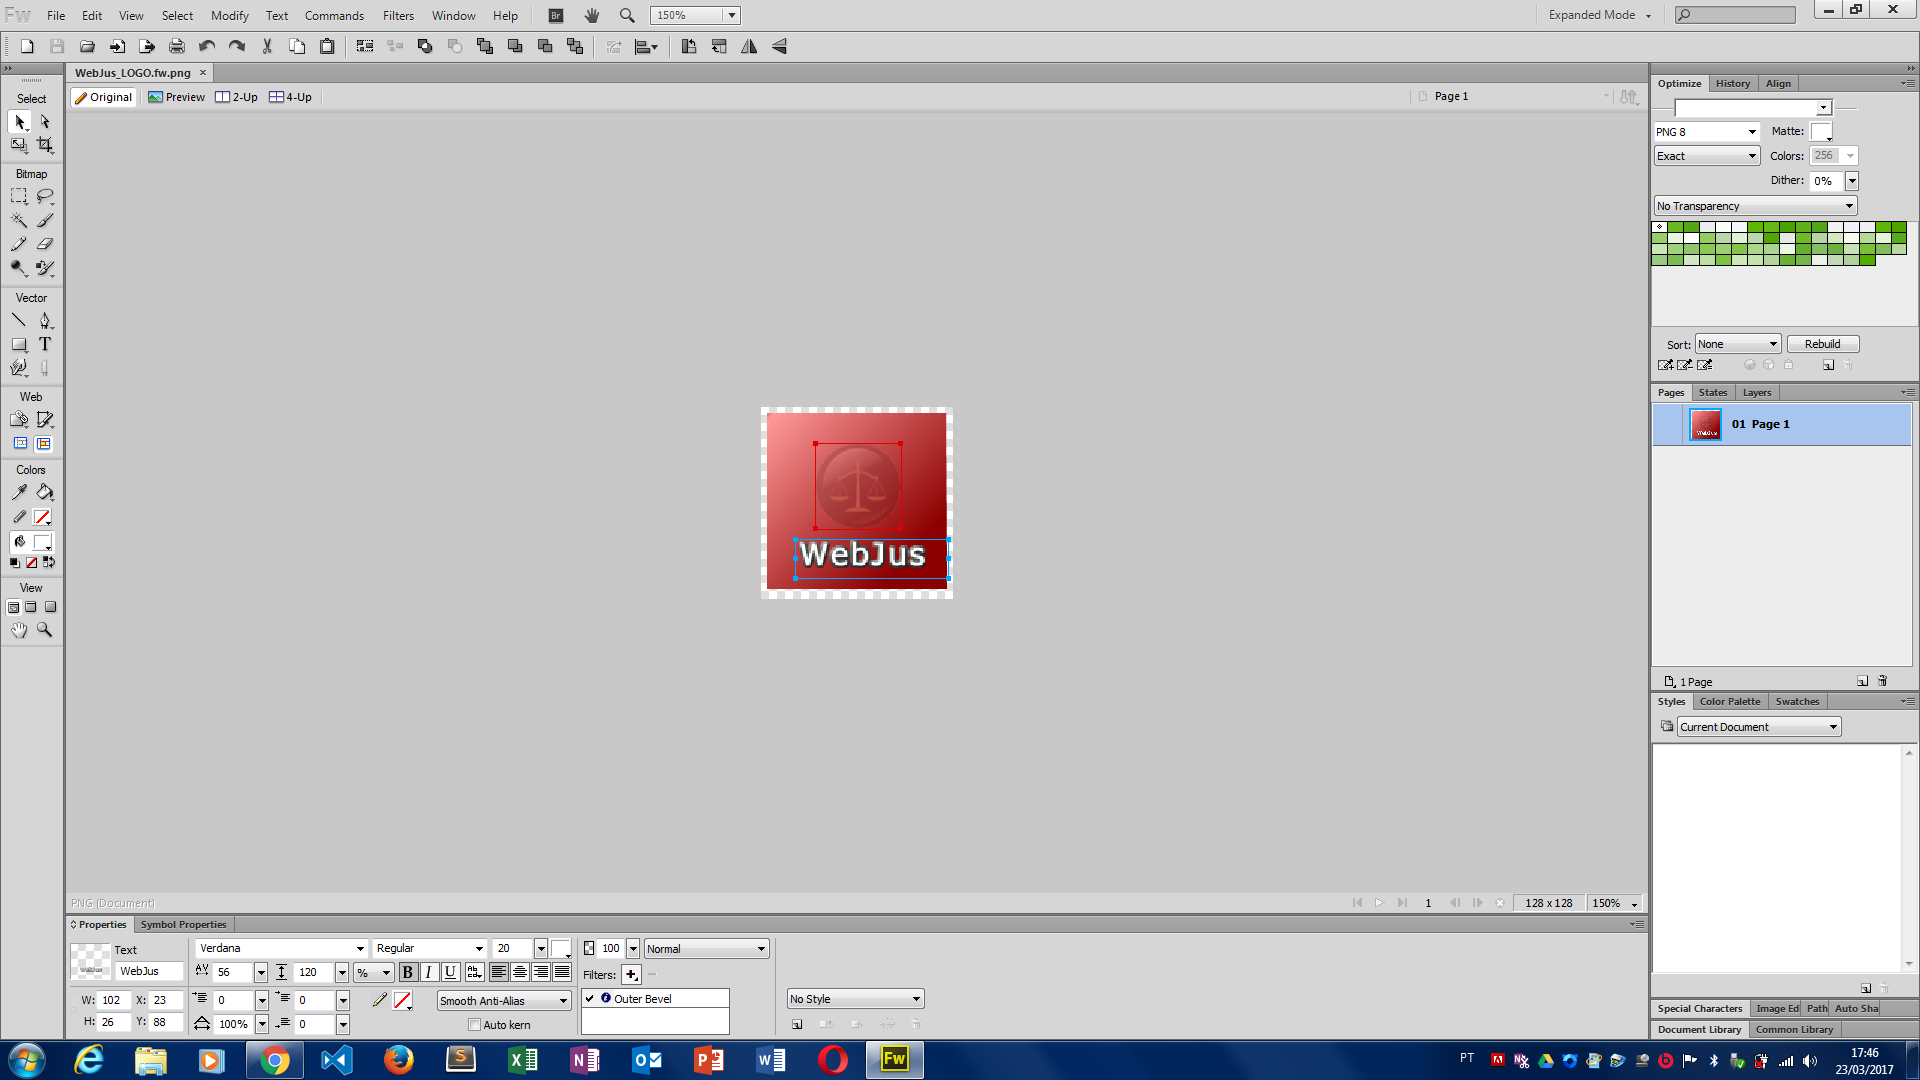 Fw File Edit View Select Modify Text Commands Filters Window Help Br 150% Expanded Mode
WebJus_LOGO.fw.png
Original Preview 2-Up 4-Up Page 1
Select
Bitmap
Vector
T
Web
Colors
View
WebJus
Optimize History Align
PNG 8 Matte:
Exact Colors: 256
Dither: 0%
No Transparency
Sort: None Rebuild
Pages States Layers
01 Page 1
1 Page
Styles Color Palette Swatches
Current Document
Special Characters Image Ed Path Auto Sha
Document Library Common Library
PNG (Document) 1 128 x 128 150%
Properties Symbol Properties
Text Verdana Regular 20 100 Normal
WebJus 56 120 % B I U Filters:
W: 102 X: 23 0 0 Smooth Anti-Alias Outer Bevel No Style
H: 26 Y: 88 100% 0 Auto kern
Fw PT 17:46
23/03/2017